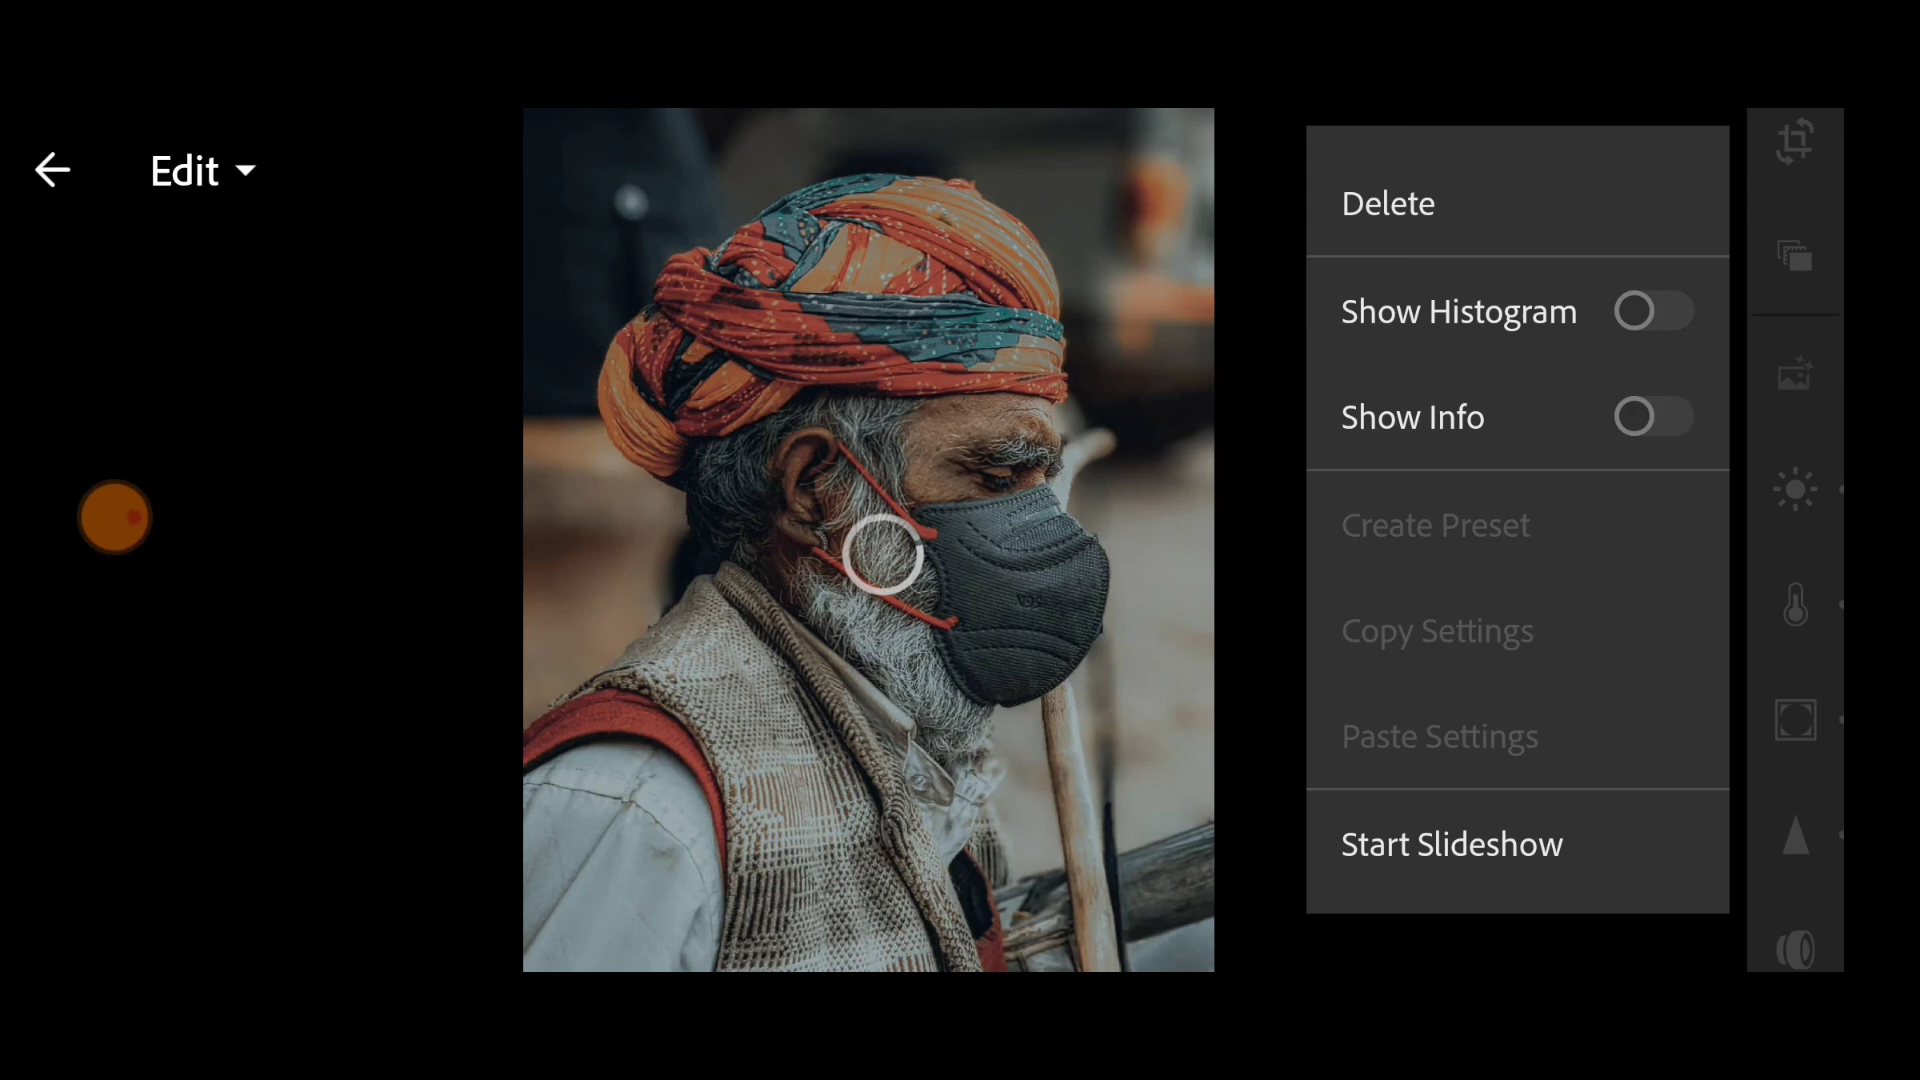 Edit
Delete
Show Histogram
Show Info
Create Preset
Copy Settings
Paste Settings
Start Slideshow